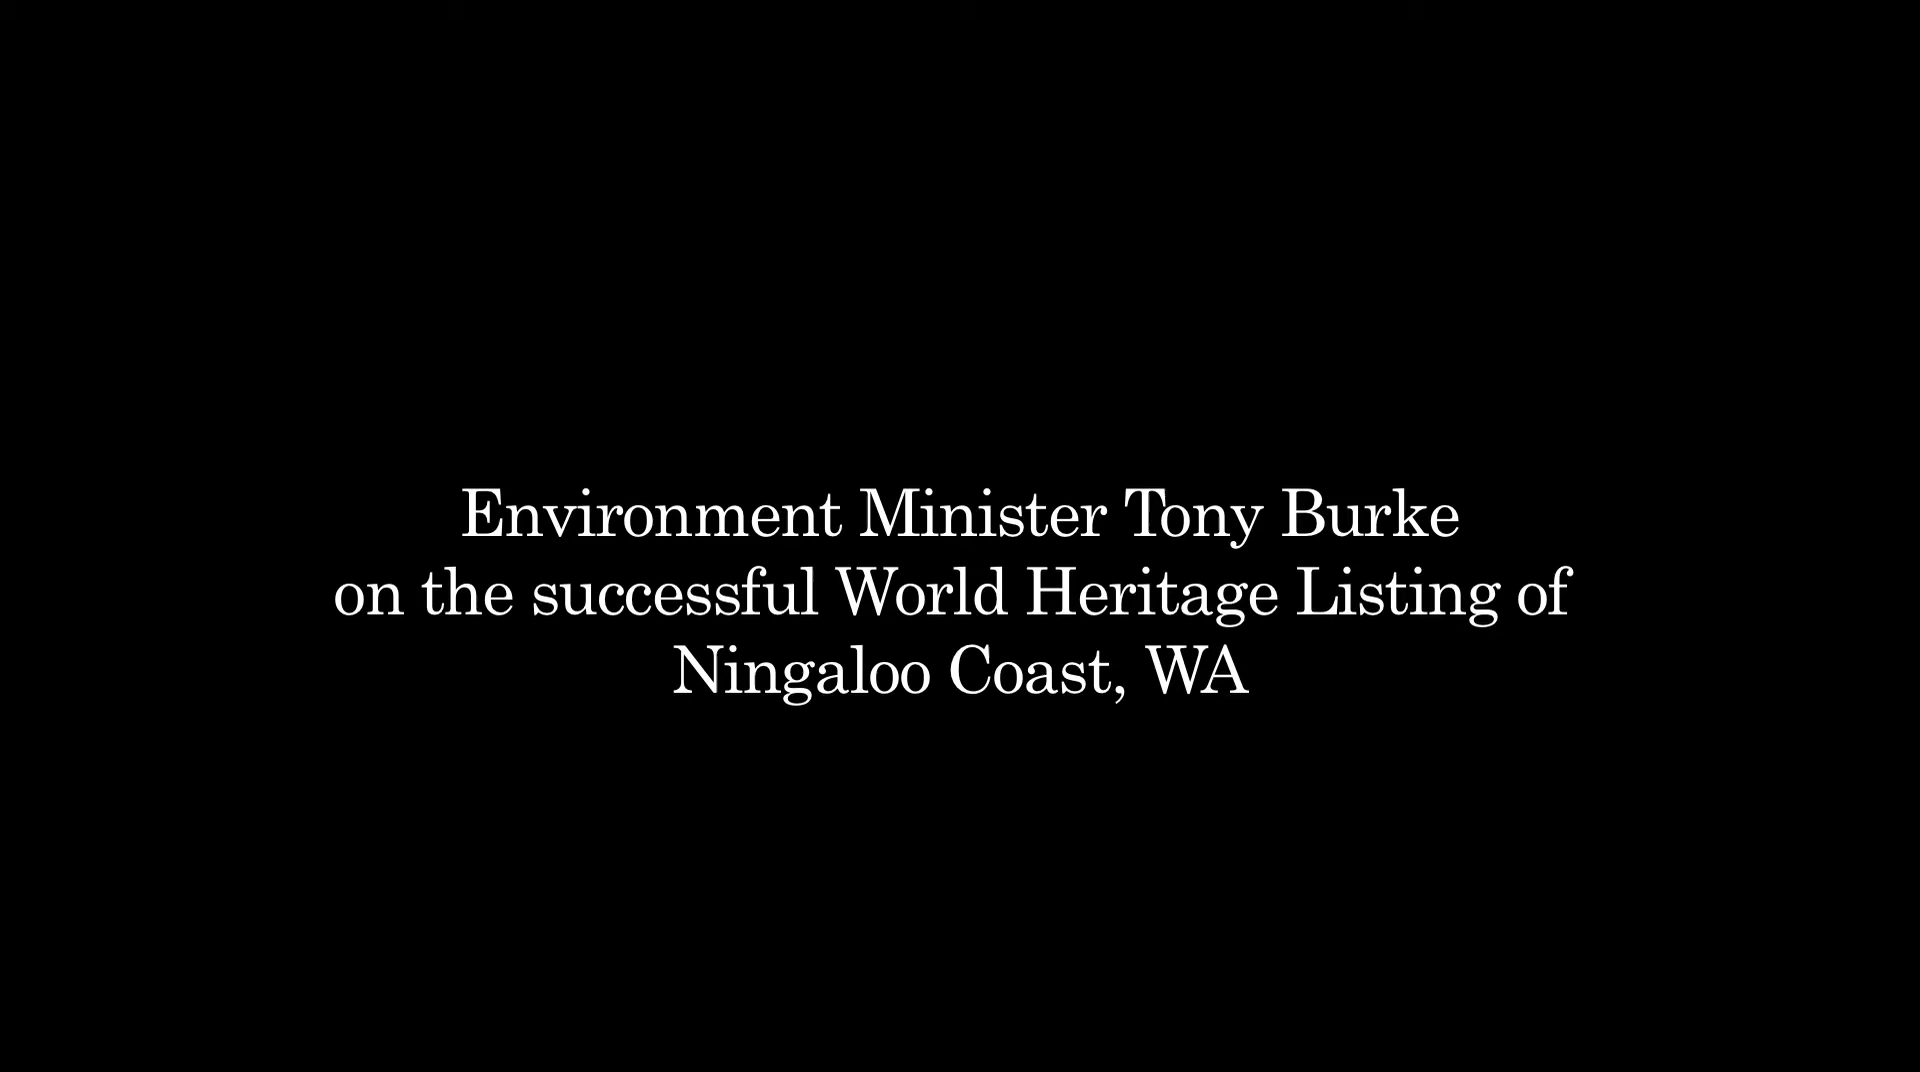 Environment Minister Tony Burke
on the successful World Heritage Listing of
Ningaloo Coast, WA